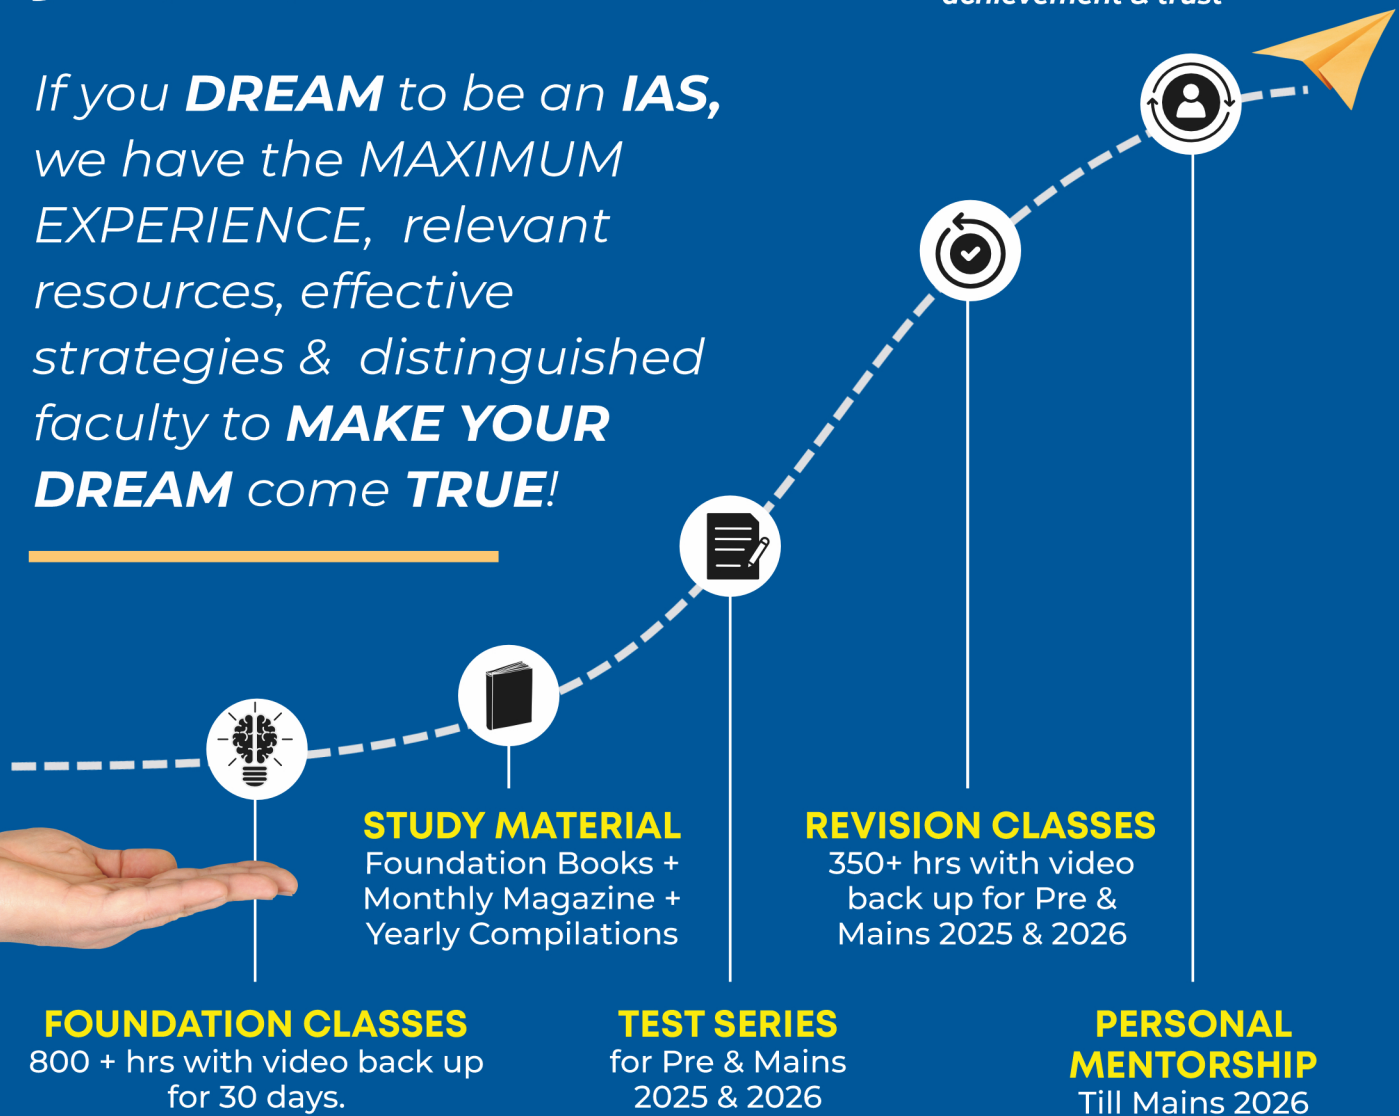 achievement & trust
If you DREAM to be an IAS,
we have the MAXIMUM
EXPERIENCE, relevant
resources, effective
strategies & distinguished
faculty to MAKE YOUR
DREAM come TRUE!
STUDY MATERIAL
Foundation Books +
Monthly Magazine +
Yearly Compilations
REVISION CLASSES
350+ hrs with video
back up for Pre &
Mains 2025 & 2026
FOUNDATION CLASSES
800 + hrs with video back up
for 30 days.
TEST SERIES
for Pre & Mains
2025 & 2026
PERSONAL
MENTORSHIP
Till Mains 2026